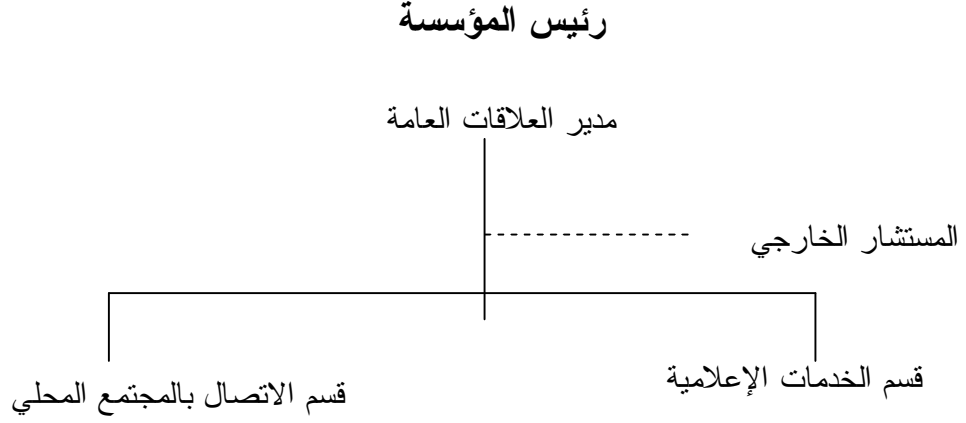 رئيس المؤسسة
مدير العلاقات العامة
المستشار الخارجي
قسم الخدمات الإعلامية
قسم الاتصال بالمجتمع المحلي